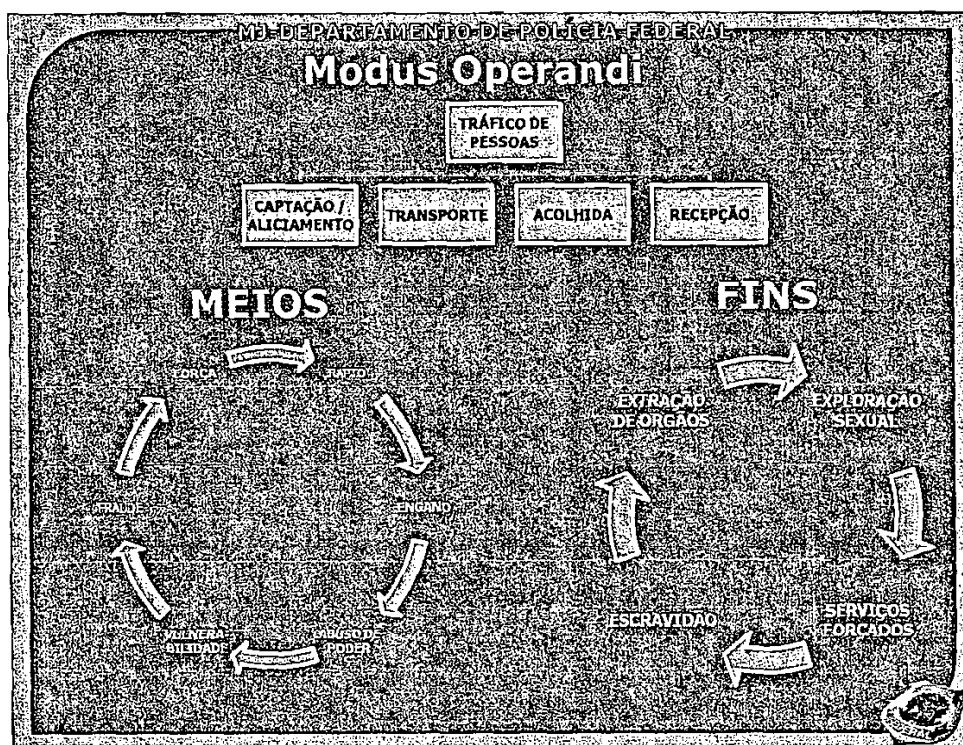 MJ-DEPARTAMENTO DE POLÍCIA FEDERAL
Modus Operandi
TRÁFICO DE
PESSOAS
CAPTAÇÃO /
ALICIAMENTO
TRANSPORTE
ACOLHIDA
RECEPÇÃO
MEIOS
FORÇA
RAPTO
ENGANO
ABUSO DE
PODER
VULNERA
BILIDADE
FRAUDE
FINS
EXTRAÇÃO
DE ORGÃOS
EXPLORAÇÃO
SEXUAL
SERVIÇOS
FORÇADOS
ESCRAVIDÃO